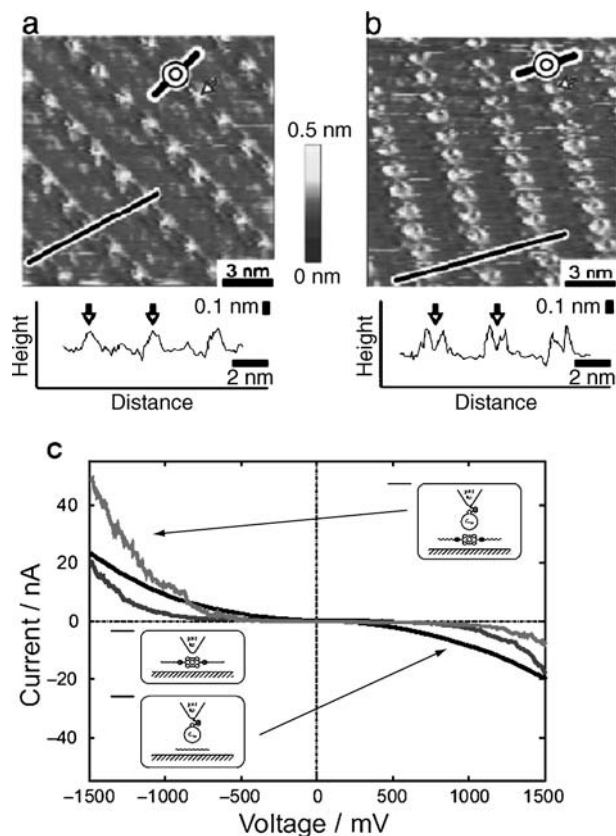 a
b
0.5 nm
0 nm
3 nm
3 nm
0.1 nm
0.1 nm
Height
Height
2 nm
2 nm
Distance
Distance
c
40
20
0
−20
−40
Current / nA
−1500
−1000
−500
0
500
1000
1500
Voltage / mV